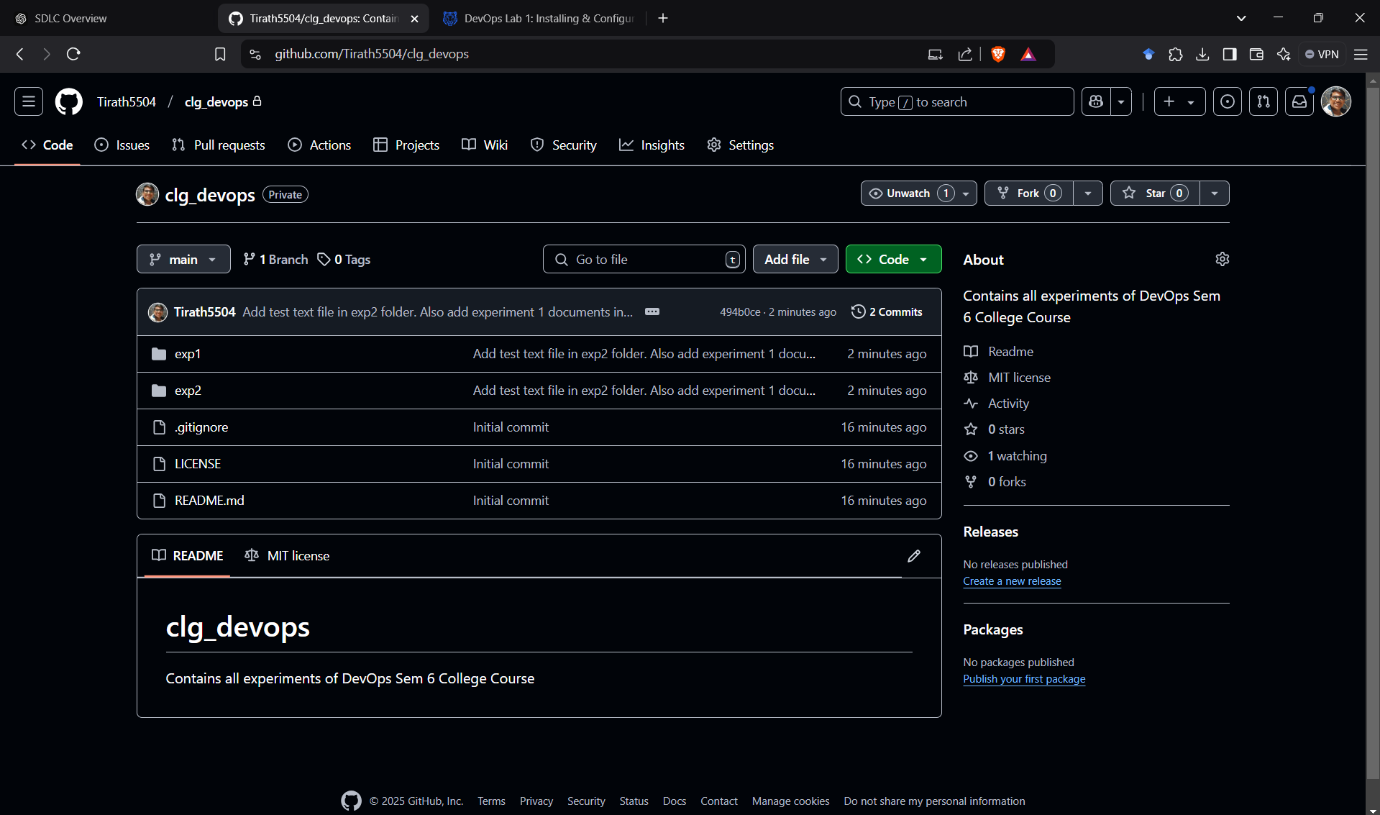 SDLC Overview
Tirath5504/clg_devops: Contain
DevOps Lab 1: Installing & Configur
github.com/Tirath5504/clg_devops
VPN
Tirath5504 / clg_devops
Type / to search
Code Issues Pull requests Actions Projects Wiki Security Insights Settings
clg_devops Private
Unwatch 1 Fork 0 Star 0
main 1 Branch 0 Tags Go to file t Add file Code
Tirath5504 Add test text file in exp2 folder. Also add experiment 1 documents in... 494b0ce · 2 minutes ago 2 Commits
exp1 Add test text file in exp2 folder. Also add experiment 1 docu... 2 minutes ago
exp2 Add test text file in exp2 folder. Also add experiment 1 docu... 2 minutes ago
.gitignore Initial commit 16 minutes ago
LICENSE Initial commit 16 minutes ago
README.md Initial commit 16 minutes ago
README MIT license
clg_devops
Contains all experiments of DevOps Sem 6 College Course
About
Contains all experiments of DevOps Sem
6 College Course
Readme
MIT license
Activity
0 stars
1 watching
0 forks
Releases
No releases published
Create a new release
Packages
No packages published
Publish your first package
© 2025 GitHub, Inc. Terms Privacy Security Status Docs Contact Manage cookies Do not share my personal information